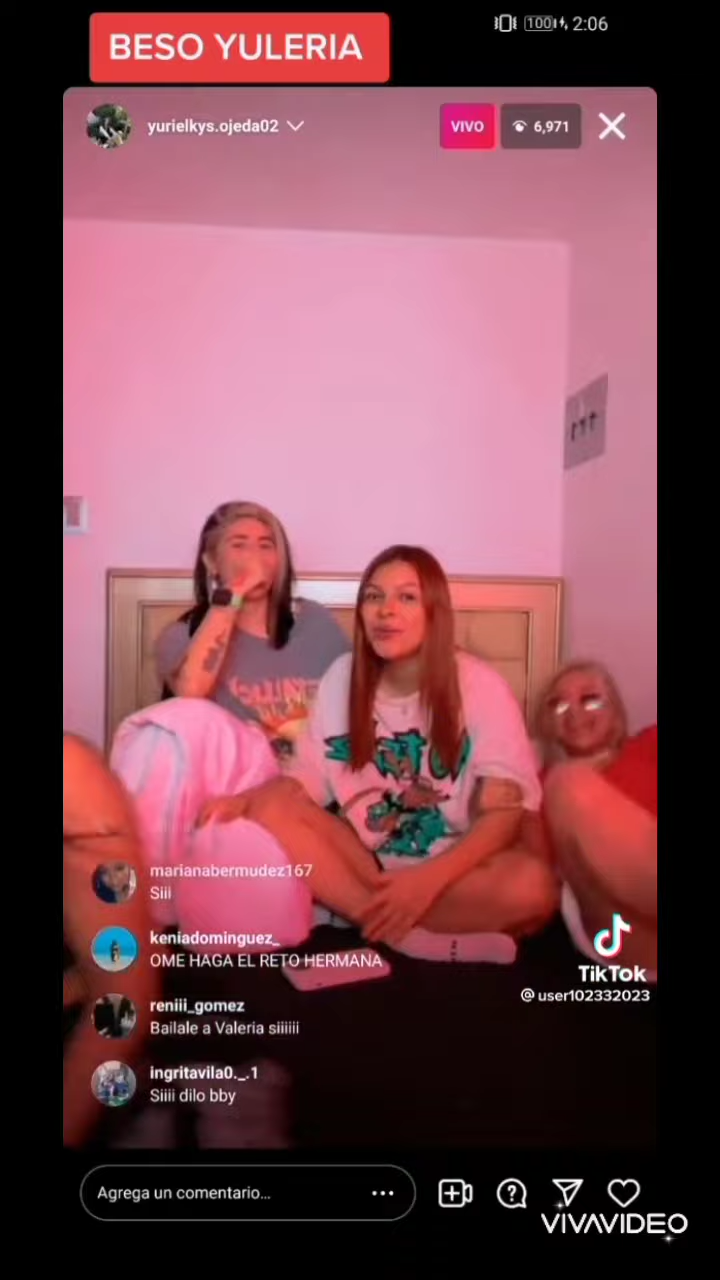 BESO YULERIA
100 2:06
yurielkys.ojeda02
VIVO
6,971
marianabermudez167
Siii
keniadominguez_
OME HAGA EL RETO HERMANA
reniii_gomez
Bailale a Valeria siiiiii
ingritavila0._.1
Siiii dilo bby
TikTok
@user102332023
Agrega un comentario...
VIVAVIDEO